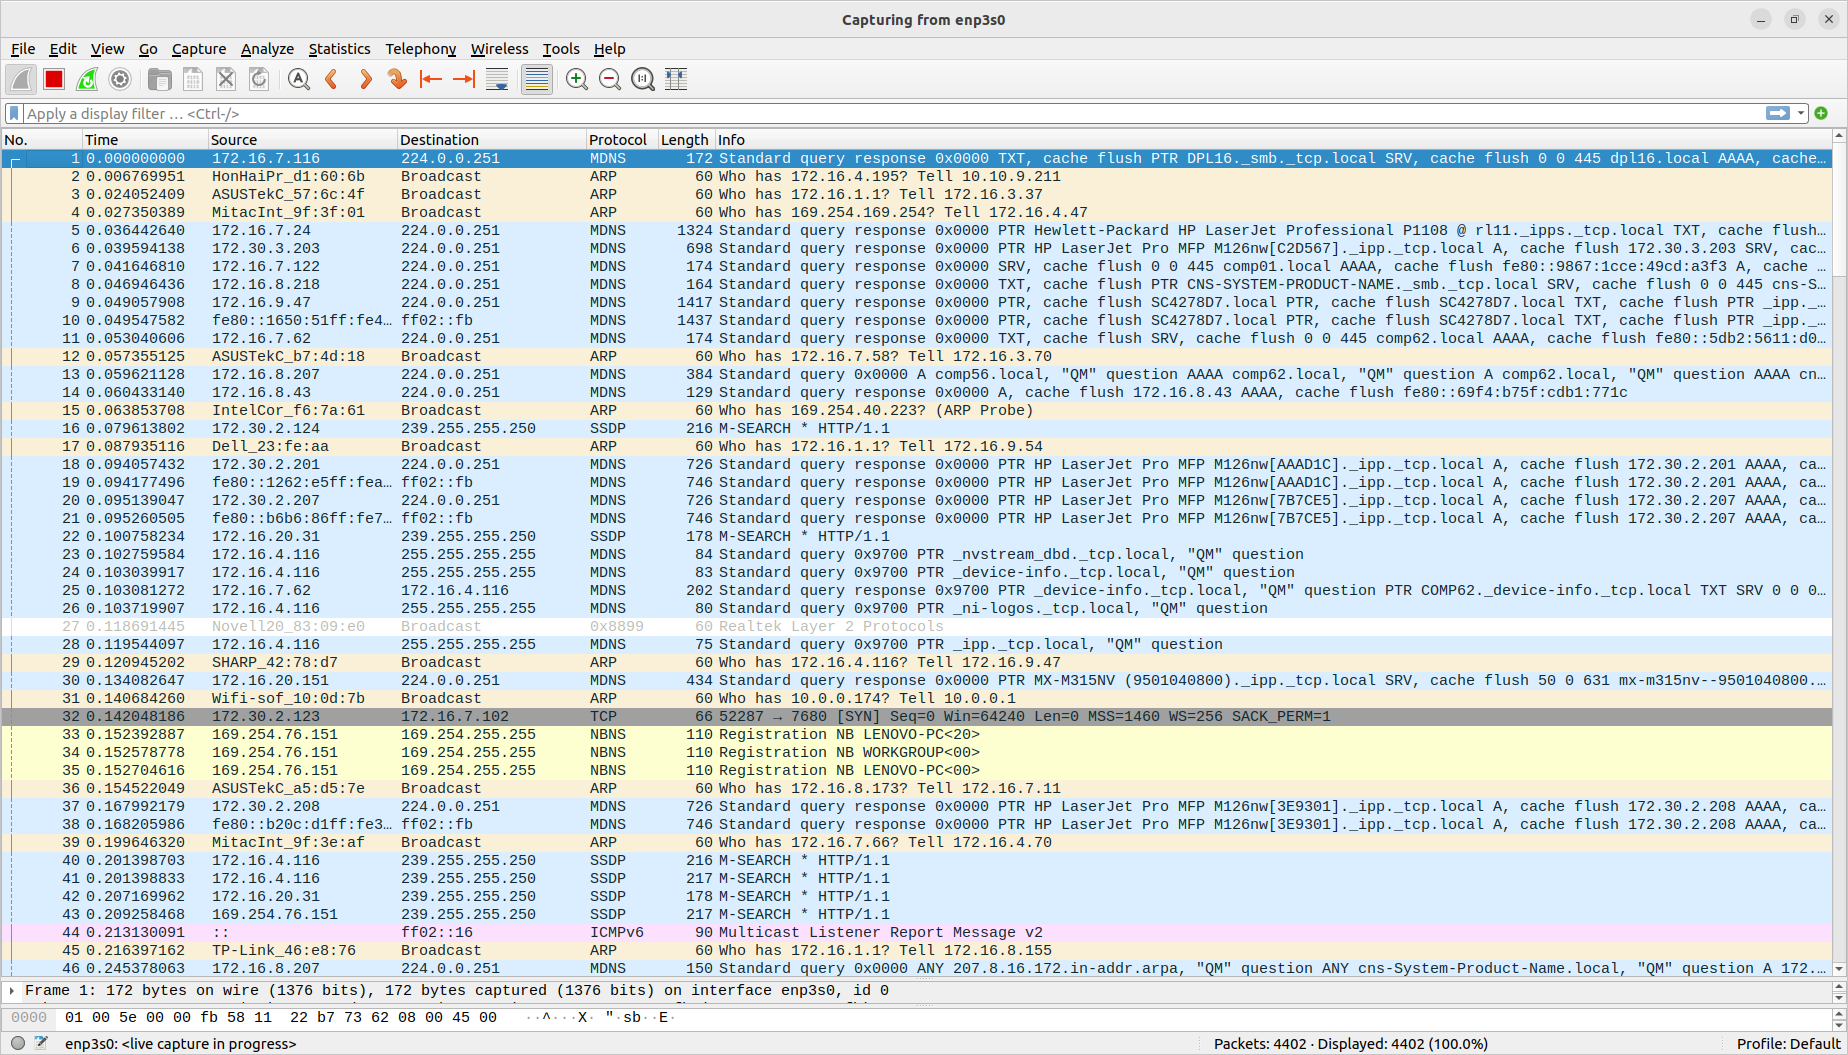 Capturing from enp3s0
File Edit View Go Capture Analyze Statistics Telephony Wireless Tools Help
Apply a display filter … <Ctrl-/>
No. Time Source Destination Protocol Length Info
1 0.000000000 172.16.7.116 224.0.0.251 MDNS 172 Standard query response 0x0000 TXT, cache flush PTR DPL16._smb._tcp.local SRV, cache flush 0 0 445 dpl16.local AAAA, cache…
2 0.006769951 HonHaiPr_d1:60:6b Broadcast ARP 60 Who has 172.16.4.195? Tell 10.10.9.211
3 0.024052409 ASUSTekC_57:6c:4f Broadcast ARP 60 Who has 172.16.1.1? Tell 172.16.3.37
4 0.027350389 MitacInt_9f:3f:01 Broadcast ARP 60 Who has 169.254.169.254? Tell 172.16.4.47
5 0.036442640 172.16.7.24 224.0.0.251 MDNS 1324 Standard query response 0x0000 PTR Hewlett-Packard HP LaserJet Professional P1108 @ rl11._ipps._tcp.local TXT, cache flush…
6 0.039594138 172.30.3.203 224.0.0.251 MDNS 698 Standard query response 0x0000 PTR HP LaserJet Pro MFP M126nw[C2D567]._ipp._tcp.local A, cache flush 172.30.3.203 SRV, cac…
7 0.041646810 172.16.7.122 224.0.0.251 MDNS 174 Standard query response 0x0000 SRV, cache flush 0 0 445 comp01.local AAAA, cache flush fe80::9867:1cce:49cd:a3f3 A, cache …
8 0.046946436 172.16.8.218 224.0.0.251 MDNS 164 Standard query response 0x0000 TXT, cache flush PTR CNS-SYSTEM-PRODUCT-NAME._smb._tcp.local SRV, cache flush 0 0 445 cns-S…
9 0.049057908 172.16.9.47 224.0.0.251 MDNS 1417 Standard query response 0x0000 PTR, cache flush SC4278D7.local PTR, cache flush SC4278D7.local TXT, cache flush PTR _ipp._…
10 0.049547582 fe80::1650:51ff:fe4… ff02::fb MDNS 1437 Standard query response 0x0000 PTR, cache flush SC4278D7.local PTR, cache flush SC4278D7.local TXT, cache flush PTR _ipp._…
11 0.053040606 172.16.7.62 224.0.0.251 MDNS 174 Standard query response 0x0000 TXT, cache flush SRV, cache flush 0 0 445 comp62.local AAAA, cache flush fe80::5db2:5611:d0…
12 0.057355125 ASUSTekC_b7:4d:18 Broadcast ARP 60 Who has 172.16.7.58? Tell 172.16.3.70
13 0.059621128 172.16.8.207 224.0.0.251 MDNS 384 Standard query 0x0000 A comp56.local, "QM" question AAAA comp62.local, "QM" question A comp62.local, "QM" question AAAA cn…
14 0.060433140 172.16.8.43 224.0.0.251 MDNS 129 Standard query response 0x0000 A, cache flush 172.16.8.43 AAAA, cache flush fe80::69f4:b75f:cdb1:771c
15 0.063853708 IntelCor_f6:7a:61 Broadcast ARP 60 Who has 169.254.40.223? (ARP Probe)
16 0.079613802 172.30.2.124 239.255.255.250 SSDP 216 M-SEARCH * HTTP/1.1
17 0.087935116 Dell_23:fe:aa Broadcast ARP 60 Who has 172.16.1.1? Tell 172.16.9.54
18 0.094057432 172.30.2.201 224.0.0.251 MDNS 726 Standard query response 0x0000 PTR HP LaserJet Pro MFP M126nw[AAAD1C]._ipp._tcp.local A, cache flush 172.30.2.201 AAAA, ca…
19 0.094177496 fe80::1262:e5ff:fea… ff02::fb MDNS 746 Standard query response 0x0000 PTR HP LaserJet Pro MFP M126nw[AAAD1C]._ipp._tcp.local A, cache flush 172.30.2.201 AAAA, ca…
20 0.095139047 172.30.2.207 224.0.0.251 MDNS 726 Standard query response 0x0000 PTR HP LaserJet Pro MFP M126nw[7B7CE5]._ipp._tcp.local A, cache flush 172.30.2.207 AAAA, ca…
21 0.095260505 fe80::b6b6:86ff:fe7… ff02::fb MDNS 746 Standard query response 0x0000 PTR HP LaserJet Pro MFP M126nw[7B7CE5]._ipp._tcp.local A, cache flush 172.30.2.207 AAAA, ca…
22 0.100758234 172.16.20.31 239.255.255.250 SSDP 178 M-SEARCH * HTTP/1.1
23 0.102759584 172.16.4.116 255.255.255.255 MDNS 84 Standard query 0x9700 PTR _nvstream_dbd._tcp.local, "QM" question
24 0.103039917 172.16.4.116 255.255.255.255 MDNS 83 Standard query 0x9700 PTR _device-info._tcp.local, "QM" question
25 0.103081272 172.16.7.62 172.16.4.116 MDNS 202 Standard query response 0x9700 PTR _device-info._tcp.local, "QM" question PTR COMP62._device-info._tcp.local TXT SRV 0 0 0…
26 0.103719907 172.16.4.116 255.255.255.255 MDNS 80 Standard query 0x9700 PTR _ni-logos._tcp.local, "QM" question
27 0.118691445 Novell20_83:09:e0 Broadcast 0x8899 60 Realtek Layer 2 Protocols
28 0.119544097 172.16.4.116 255.255.255.255 MDNS 75 Standard query 0x9700 PTR _ipp._tcp.local, "QM" question
29 0.120945202 SHARP_42:78:d7 Broadcast ARP 60 Who has 172.16.4.116? Tell 172.16.9.47
30 0.134082647 172.16.20.151 224.0.0.251 MDNS 434 Standard query response 0x0000 PTR MX-M315NV (9501040800)._ipp._tcp.local SRV, cache flush 50 0 631 mx-m315nv--9501040800.…
31 0.140684260 Wifi-sof_10:0d:7b Broadcast ARP 60 Who has 10.0.0.174? Tell 10.0.0.1
32 0.142048186 172.30.2.123 172.16.7.102 TCP 66 52287 → 7680 [SYN] Seq=0 Win=64240 Len=0 MSS=1460 WS=256 SACK_PERM=1
33 0.152392887 169.254.76.151 169.254.255.255 NBNS 110 Registration NB LENOVO-PC<20>
34 0.152578778 169.254.76.151 169.254.255.255 NBNS 110 Registration NB WORKGROUP<00>
35 0.152704616 169.254.76.151 169.254.255.255 NBNS 110 Registration NB LENOVO-PC<00>
36 0.154522049 ASUSTekC_a5:d5:7e Broadcast ARP 60 Who has 172.16.8.173? Tell 172.16.7.11
37 0.167992179 172.30.2.208 224.0.0.251 MDNS 726 Standard query response 0x0000 PTR HP LaserJet Pro MFP M126nw[3E9301]._ipp._tcp.local A, cache flush 172.30.2.208 AAAA, ca…
38 0.168205986 fe80::b20c:d1ff:fe3… ff02::fb MDNS 746 Standard query response 0x0000 PTR HP LaserJet Pro MFP M126nw[3E9301]._ipp._tcp.local A, cache flush 172.30.2.208 AAAA, ca…
39 0.199646320 MitacInt_9f:3e:af Broadcast ARP 60 Who has 172.16.7.66? Tell 172.16.4.70
40 0.201398703 172.16.4.116 239.255.255.250 SSDP 216 M-SEARCH * HTTP/1.1
41 0.201398833 172.16.4.116 239.255.255.250 SSDP 217 M-SEARCH * HTTP/1.1
42 0.207169962 172.16.20.31 239.255.255.250 SSDP 178 M-SEARCH * HTTP/1.1
43 0.209258468 169.254.76.151 239.255.255.250 SSDP 217 M-SEARCH * HTTP/1.1
44 0.213130091 :: ff02::16 ICMPv6 90 Multicast Listener Report Message v2
45 0.216397162 TP-Link_46:e8:76 Broadcast ARP 60 Who has 172.16.1.1? Tell 172.16.8.155
46 0.245378063 172.16.8.207 224.0.0.251 MDNS 150 Standard query 0x0000 ANY 207.8.16.172.in-addr.arpa, "QM" question ANY cns-System-Product-Name.local, "QM" question A 172.…
Frame 1: 172 bytes on wire (1376 bits), 172 bytes captured (1376 bits) on interface enp3s0, id 0
0000 01 00 5e 00 00 fb 58 11 22 b7 73 62 08 00 45 00 ··^···X· "·sb··E·
enp3s0: <live capture in progress> Packets: 4402 · Displayed: 4402 (100.0%) Profile: Default